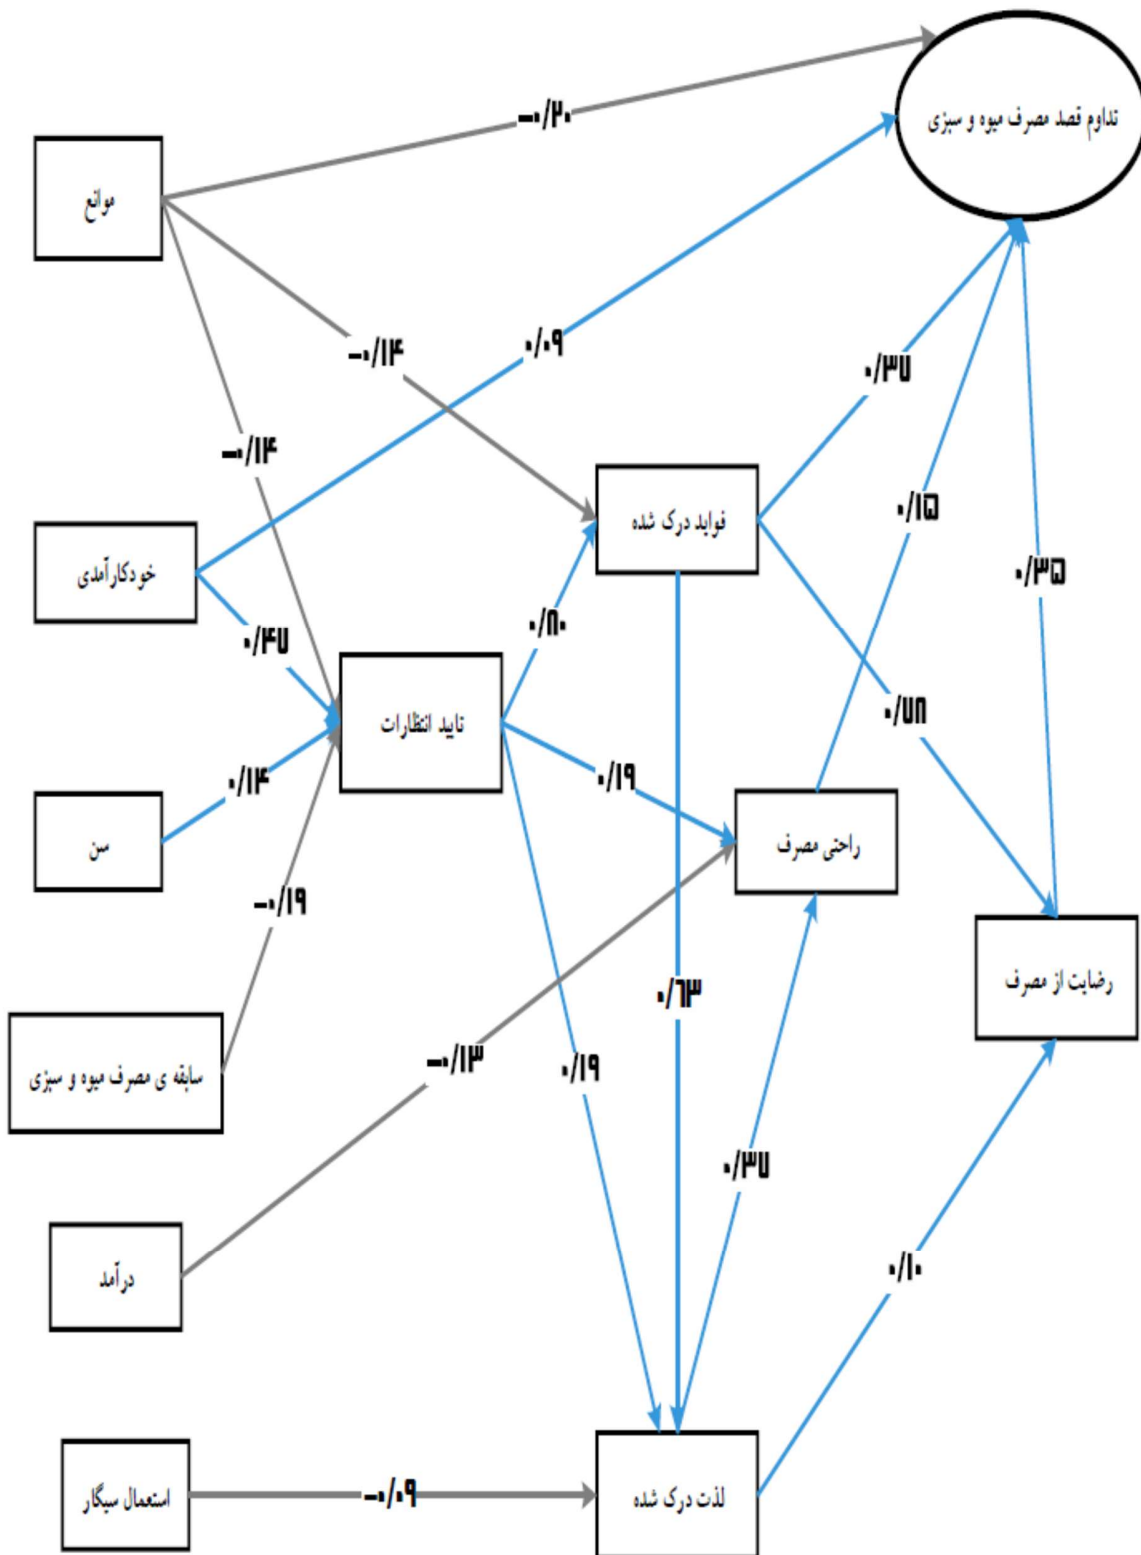 تداوم قصد مصرف میوه و سبزی
-۰/۲۰
موانع
۰/۰۹
-۰/۱۴
۰/۳۷
-۰/۱۴
۰/۱۵
فواید درک شده
خودکارآمدی
۰/۳۵
۰/۸۰
۰/۴۷
تایید انتظارات
۰/۷۸
۰/۱۴
۰/۱۹
راحتی مصرف
سن
-۰/۱۹
رضایت از مصرف
۰/۶۳
سابقه ی مصرف میوه و سبزی
-۰/۱۳
۰/۱۹
۰/۳۷
درآمد
۰/۱۰
-۰/۰۹
استعمال سیگار
لذت درک شده